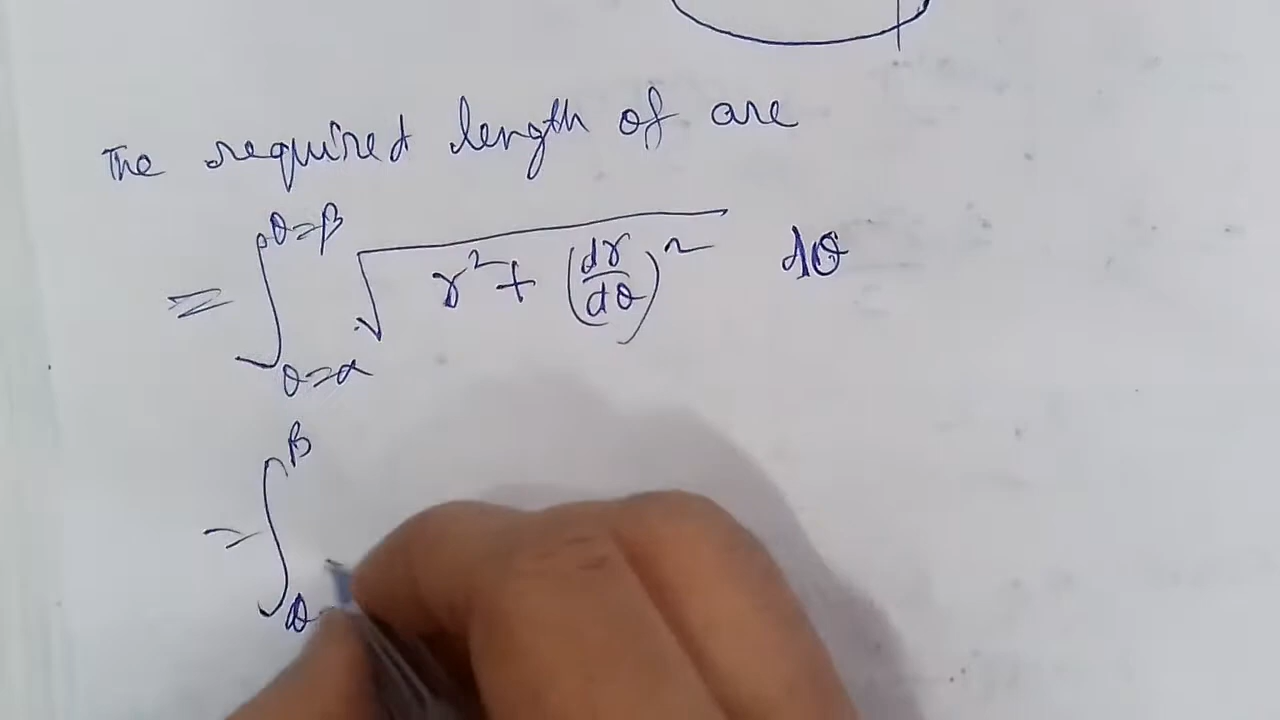 The required length of arc
= ∫_{θ=α}^{θ=β} √(r² + (dr/dθ)²) dθ
= ∫_{θ}^{β}